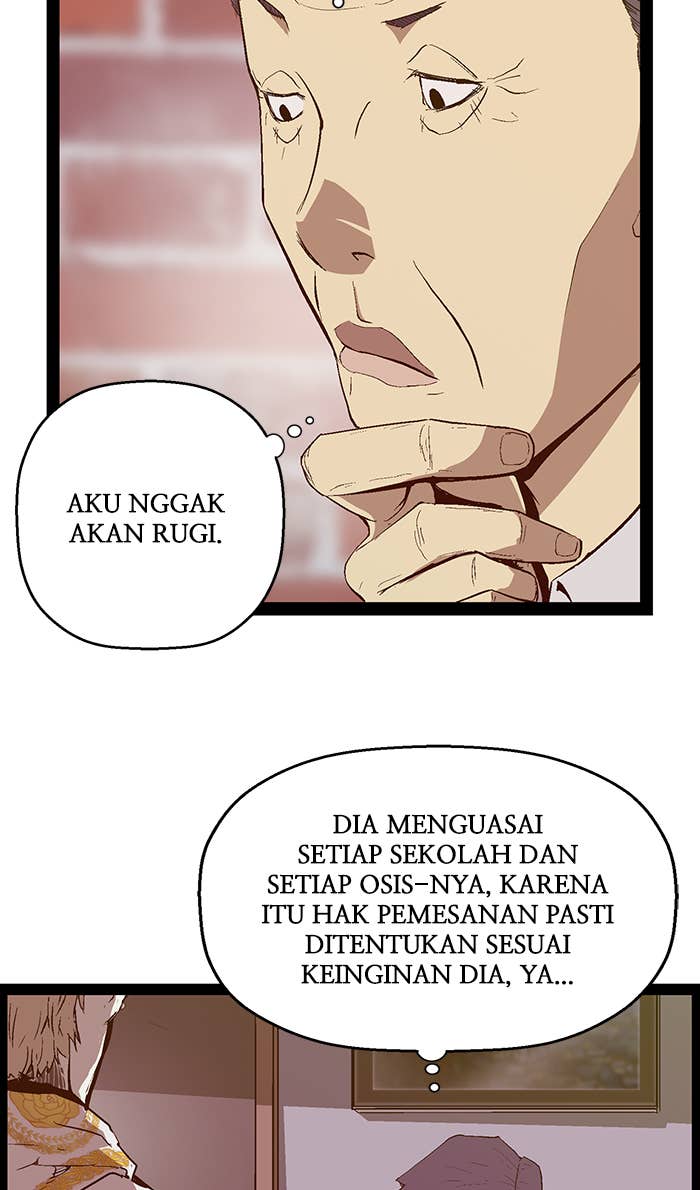 AKU NGGAK
AKAN RUGI.
DIA MENGUASAI
SETIAP SEKOLAH DAN
SETIAP OSIS-NYA, KARENA
ITU HAK PEMESANAN PASTI
DITENTUKAN SESUAI
KEINGINAN DIA, YA...